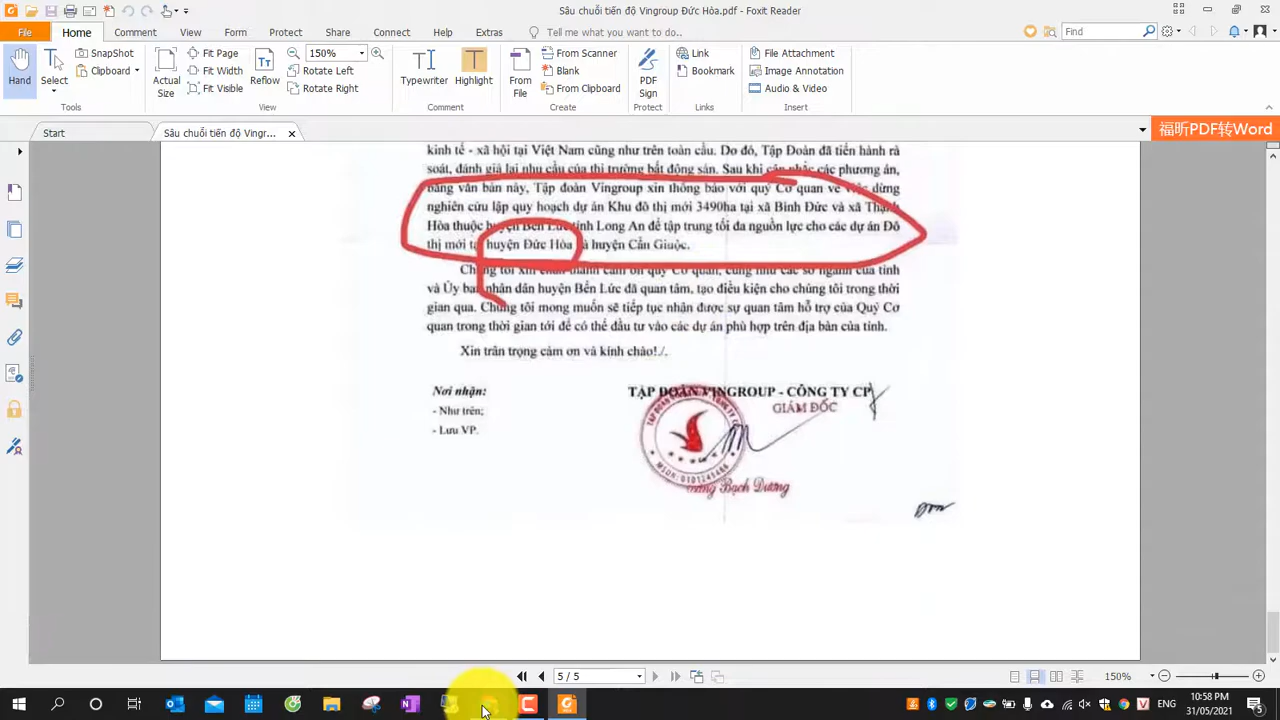 Sâu chuỗi tiến độ Vingroup Đức Hòa.pdf - Foxit Reader
File Home Comment View Form Protect Share Connect Help Extras Tell me what you want to do.. Find
Hand
Select
SnapShot
Clipboard
Tools
Actual Size
Fit Page
Fit Width
Fit Visible
Reflow
150%
Rotate Left
Rotate Right
View
Typewriter
Highlight
Comment
From File
From Scanner
Blank
From Clipboard
Create
PDF Sign
Protect
Link
Bookmark
Links
File Attachment
Image Annotation
Audio & Video
Insert
Start
Sâu chuỗi tiến độ Vingr...
福昕PDF转Word
kinh tế - xã hội tại Việt Nam cũng như trên toàn cầu. Do đó, Tập Đoàn đã tiến hành rà
soát, đánh giá lại nhu cầu của thị trường bất động sản. Sau khi cân nhắc các phương án,
bằng văn bản này, Tập đoàn Vingroup xin thông báo với quý Cơ quan về việc dừng
nghiên cứu lập quy hoạch dự án Khu đô thị mới 3490ha tại xã Bình Đức và xã Thạnh
Hòa thuộc huyện Bến Lức tỉnh Long An để tập trung tối đa nguồn lực cho các dự án Đô
thị mới tại huyện Đức Hòa và huyện Cần Giuộc.
Chúng tôi xin chân thành cảm ơn quý Cơ quan, cũng như các sở ngành của tỉnh
và Ủy ban nhân dân huyện Bến Lức đã quan tâm, tạo điều kiện cho chúng tôi trong thời
gian qua. Chúng tôi mong muốn sẽ tiếp tục nhận được sự quan tâm hỗ trợ của Quý Cơ
quan trong thời gian tới để có thể đầu tư vào các dự án phù hợp trên địa bàn của tỉnh.
Xin trân trọng cảm ơn và kính chào!./.
Nơi nhận:
- Như trên;
- Lưu VP.
TẬP ĐOÀN VINGROUP - CÔNG TY CP
GIÁM ĐỐC
Bạch Dương
5 / 5
150%
ENG
10:58 PM
31/05/2021